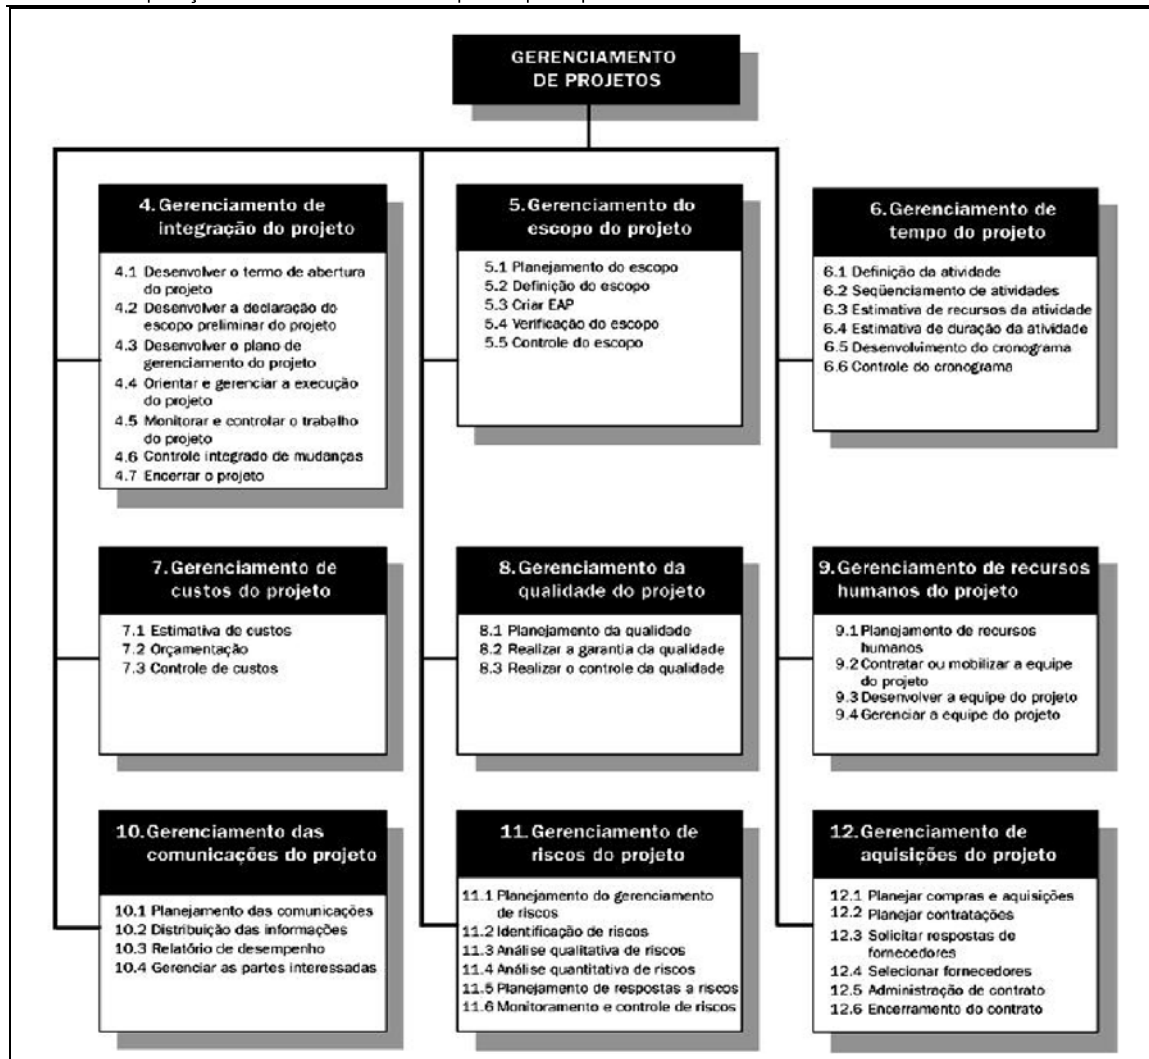 GERENCIAMENTO
DE PROJETOS
4. Gerenciamento de
integração do projeto
4.1 Desenvolver o termo de abertura
do projeto
4.2 Desenvolver a declaração do
escopo preliminar do projeto
4.3 Desenvolver o plano de
gerenciamento do projeto
4.4 Orientar e gerenciar a execução
do projeto
4.5 Monitorar e controlar o trabalho
do projeto
4.6 Controle integrado de mudanças
4.7 Encerrar o projeto
5. Gerenciamento do
escopo do projeto
5.1 Planejamento do escopo
5.2 Definição do escopo
5.3 Criar EAP
5.4 Verificação do escopo
5.5 Controle do escopo
6. Gerenciamento de
tempo do projeto
6.1 Definição da atividade
6.2 Seqüenciamento de atividades
6.3 Estimativa de recursos da atividade
6.4 Estimativa de duração da atividade
6.5 Desenvolvimento do cronograma
6.6 Controle do cronograma
7. Gerenciamento de
custos do projeto
7.1 Estimativa de custos
7.2 Orçamentação
7.3 Controle de custos
8. Gerenciamento da
qualidade do projeto
8.1 Planejamento da qualidade
8.2 Realizar a garantia da qualidade
8.3 Realizar o controle da qualidade
9. Gerenciamento de recursos
humanos do projeto
9.1 Planejamento de recursos
humanos
9.2 Contratar ou mobilizar a equipe
do projeto
9.3 Desenvolver a equipe do projeto
9.4 Gerenciar a equipe do projeto
10. Gerenciamento das
comunicações do projeto
10.1 Planejamento das comunicações
10.2 Distribuição das informações
10.3 Relatório de desempenho
10.4 Gerenciar as partes interessadas
11. Gerenciamento de
riscos do projeto
11.1 Planejamento do gerenciamento
de riscos
11.2 Identificação de riscos
11.3 Análise qualitativa de riscos
11.4 Análise quantitativa de riscos
11.5 Planejamento de respostas a riscos
11.6 Monitoramento e controle de riscos
12. Gerenciamento de
aquisições do projeto
12.1 Planejar compras e aquisições
12.2 Planejar contratações
12.3 Solicitar respostas de
fornecedores
12.4 Selecionar fornecedores
12.5 Administração de contrato
12.6 Encerramento do contrato